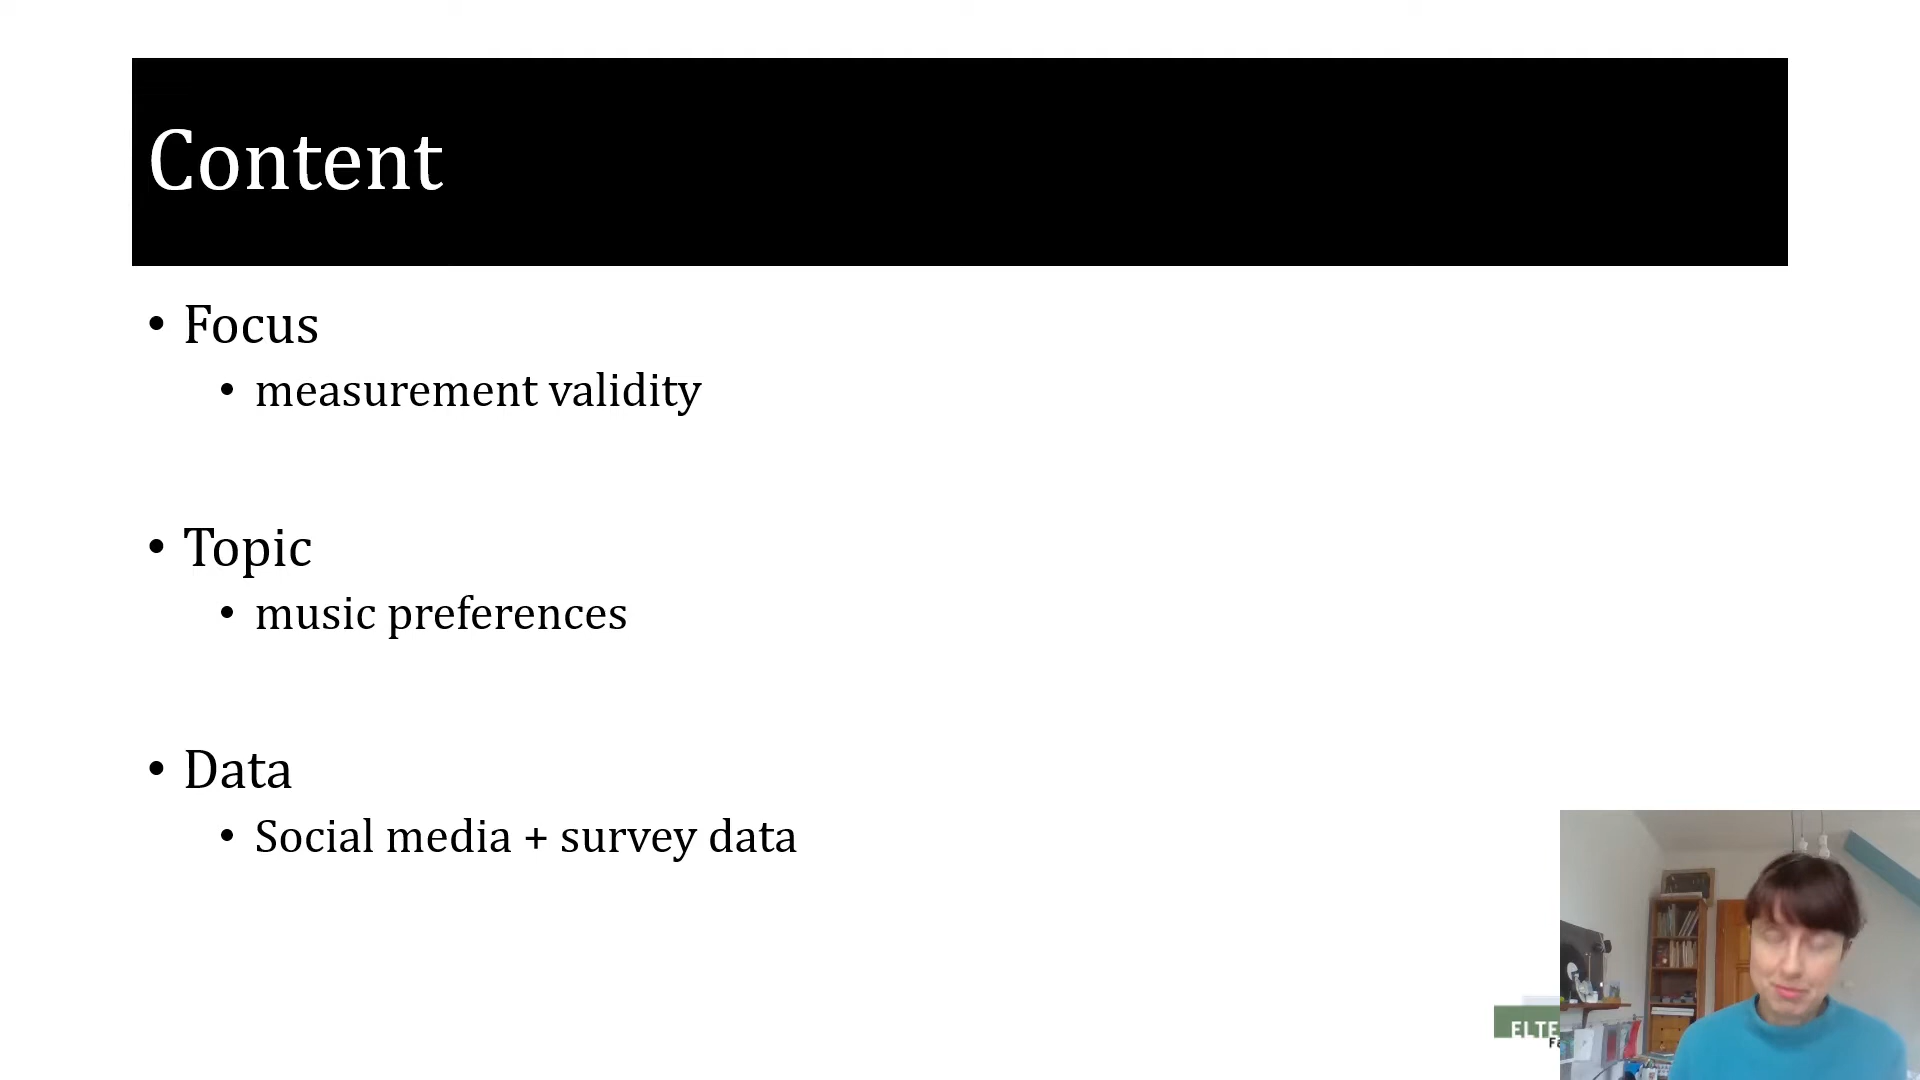 Content
• Focus
• measurement validity
• Topic
• music preferences
• Data
• Social media + survey data
ELTE